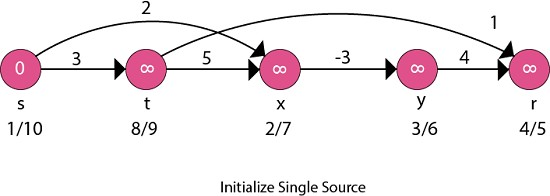 2
1
3
5
-3
4
0
∞
∞
∞
∞
s
t
x
y
r
1/10
8/9
2/7
3/6
4/5
Initialize Single Source